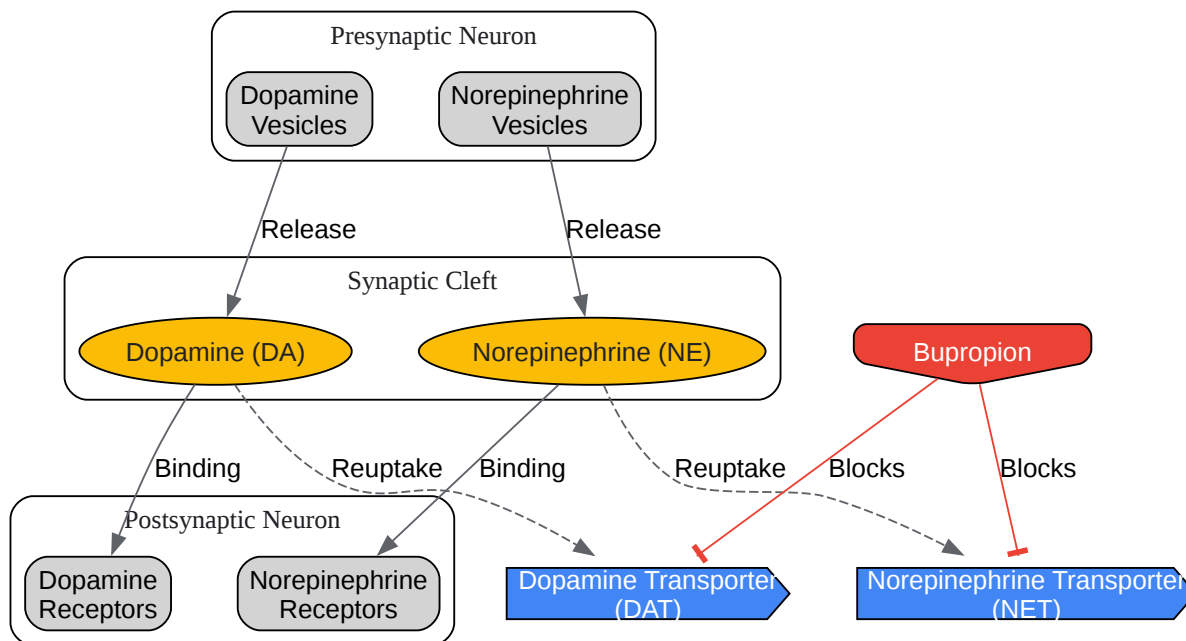 Presynaptic Neuron
Dopamine
Vesicles
Norepinephrine
Vesicles
Release
Release
Synaptic Cleft
Dopamine (DA)
Norepinephrine (NE)
Bupropion
Binding
Reuptake
Binding
Reuptake
Blocks
Blocks
Postsynaptic Neuron
Dopamine
Receptors
Norepinephrine
Receptors
Dopamine Transporter
(DAT)
Norepinephrine Transporter
(NET)